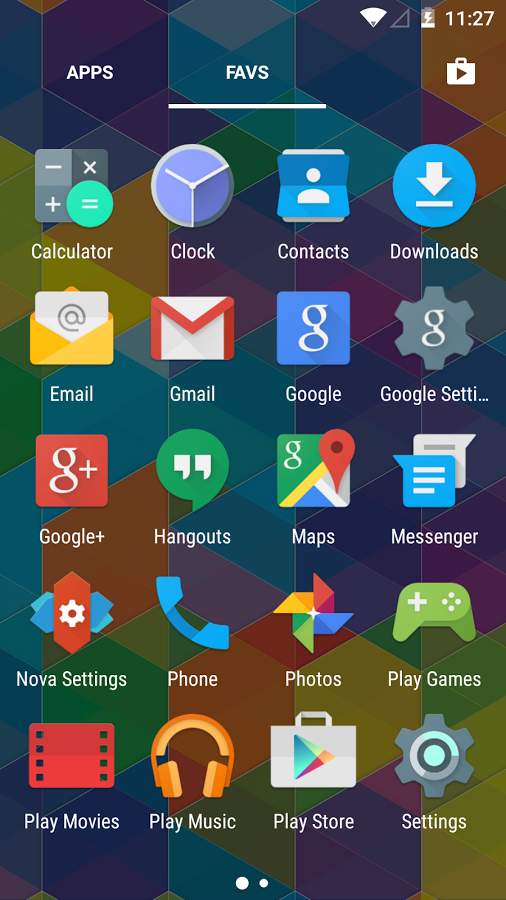 11:27
APPS FAVS
Calculator Clock Contacts Downloads
@
Email Gmail Google Google Setti...
g g
g+ g
Google+ Hangouts Maps Messenger
Nova Settings Phone Photos Play Games
Play Movies Play Music Play Store Settings